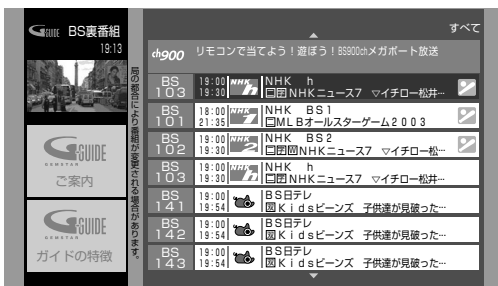 GGUIDE BS裏番組
19:13
局の都合により番組が変更される場合があります。
GGUIDE
GEMSTAR
ご案内
GGUIDE
GEMSTAR
ガイドの特徴
すべて
ch900 リモコンで当てよう！遊ぼう！BS900chメガポート放送
BS 103 19:00 19:30 NHK h NHK h
NHKニュース7 ▽イチロー松井…
BS 101 18:00 21:35 NHK 1 NHK BS1
MLBオールスターゲーム2003
BS 102 19:00 19:30 NHK 2 NHK BS2
NHKニュース7 ▽イチロー松…
BS 103 19:00 19:30 NHK h NHK h
NHKニュース7 ▽イチロー松井…
BS 141 19:00 19:54 BS日テレ
Kidsビーンズ 子供達が見破った…
BS 142 19:00 19:54 BS日テレ
Kidsビーンズ 子供達が見破った…
BS 143 19:00 19:54 BS日テレ
Kidsビーンズ 子供達が見破った…